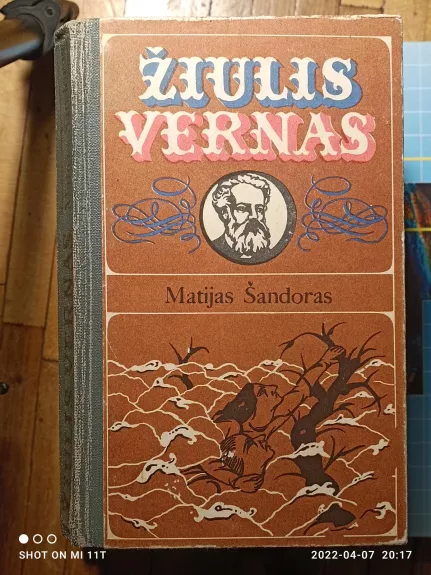 ŽIULIS
VERNAS
Matijas Šandoras
SHOT ON MI 11T
2022-04-07 20:17